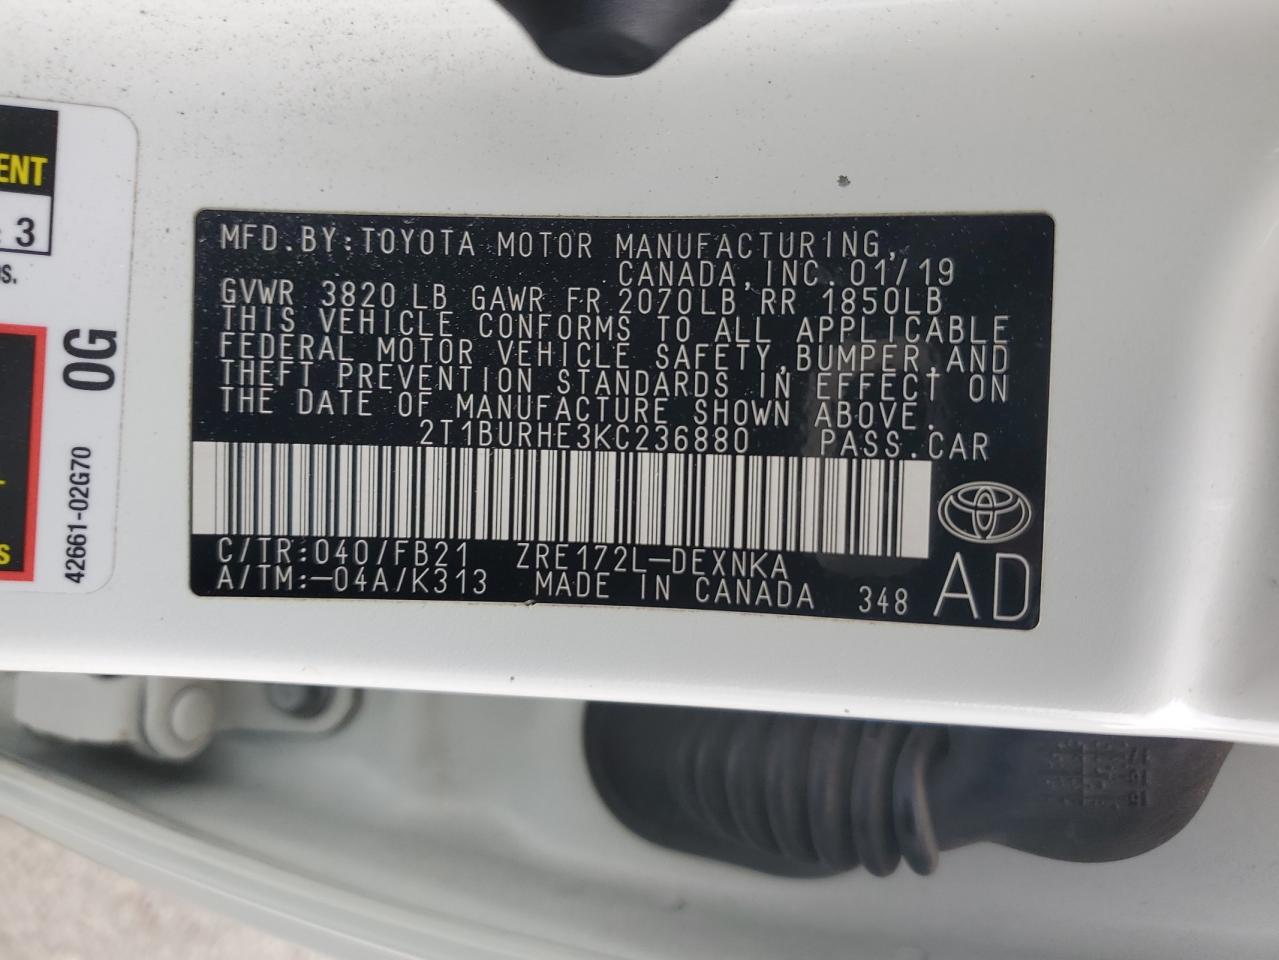 ENT
: 3
S.
S
0G
42661-02G70
MFD.BY:TOYOTA MOTOR MANUFACTURING,
CANADA,INC.01/19
GVWR 3820 LB GAWR FR 2070LB RR 1850LB
THIS VEHICLE CONFORMS TO ALL APPLICABLE
FEDERAL MOTOR VEHICLE SAFETY,BUMPER,AND
THEFT PREVENTION STANDARDS IN EFFECT ON
THE DATE OF MANUFACTURE SHOWN ABOVE.
2T1BURHE3KC236880 PASS.CAR
C/TR:040/FB21 ZRE172L-DEXNKA
A/TM:-04A/K313 MADE IN CANADA 348 AD